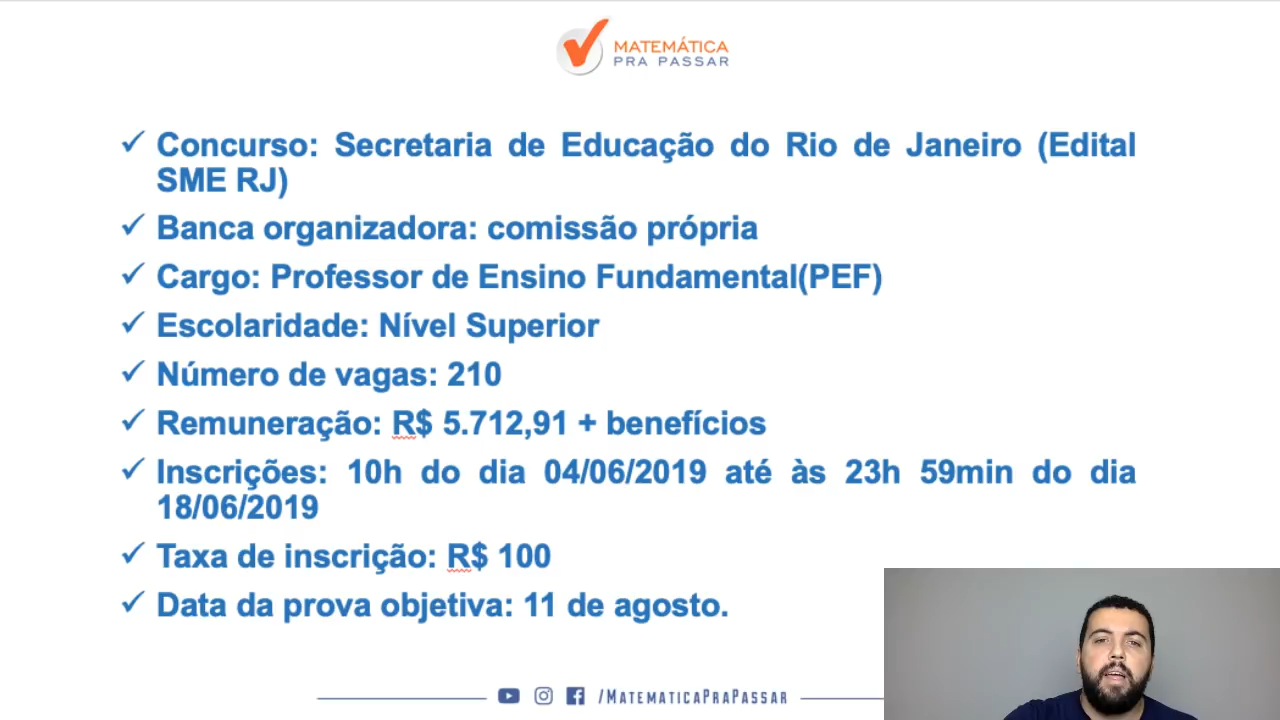 MATEMÁTICA
PRA PASSAR
Concurso: Secretaria de Educação do Rio de Janeiro (Edital
SME RJ)
Banca organizadora: comissão própria
Cargo: Professor de Ensino Fundamental(PEF)
Escolaridade: Nível Superior
Número de vagas: 210
Remuneração: R$ 5.712,91 + benefícios
Inscrições: 10h do dia 04/06/2019 até às 23h 59min do dia
18/06/2019
Taxa de inscrição: R$ 100
Data da prova objetiva: 11 de agosto.
/MATEMATICAPRAPASSAR